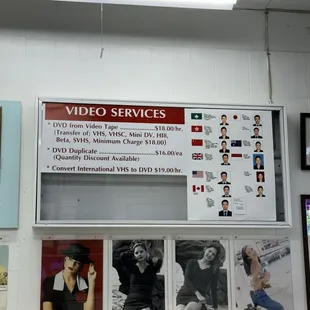 VIDEO SERVICES
* DVD from Video Tape ........................ $18.00/hr.
(Transfer of: VHS, VHSC, Mini DV, HI8,
Beta, SVHS, Minimum Charge $18.00)
* DVD Duplicate ........................ $16.00/ea
(Quantity Discount Available)
* Convert International VHS to DVD $19.00/hr.